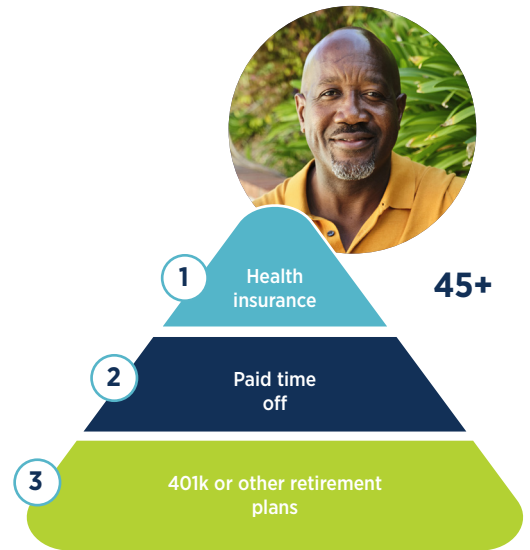 45+
1
Health
insurance
2
Paid time
off
3
401k or other retirement
plans